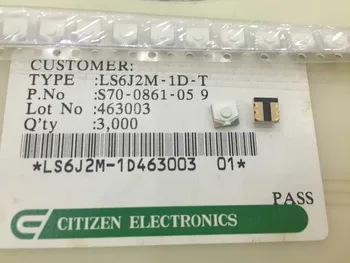 CUSTOMER:
TYPE :LS6J2M-1D-T
P.No :S70-0861-05 9
Lot No :463003
Q'ty :3,000
*LS6J2M-1D463003 01*
PASS
CITIZEN ELECTRONICS